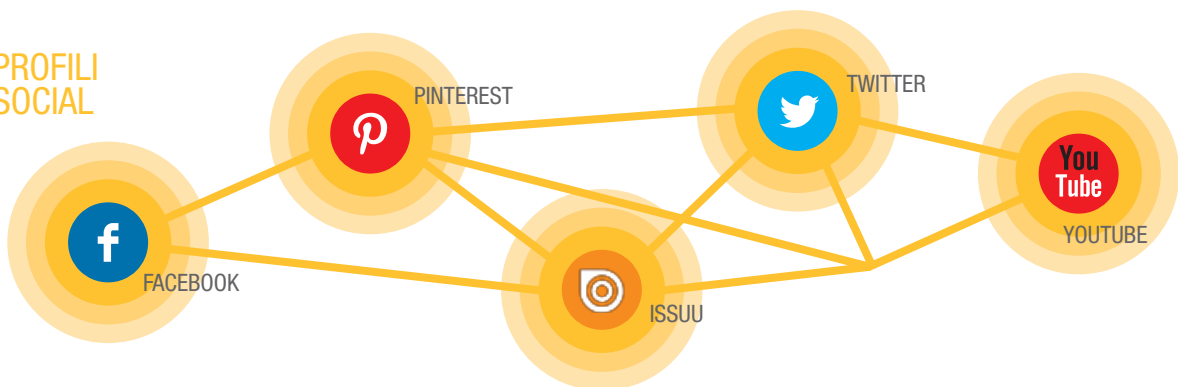 PROFILI
SOCIAL
PINTEREST
TWITTER
You
Tube
YOUTUBE
f
FACEBOOK
ISSUU